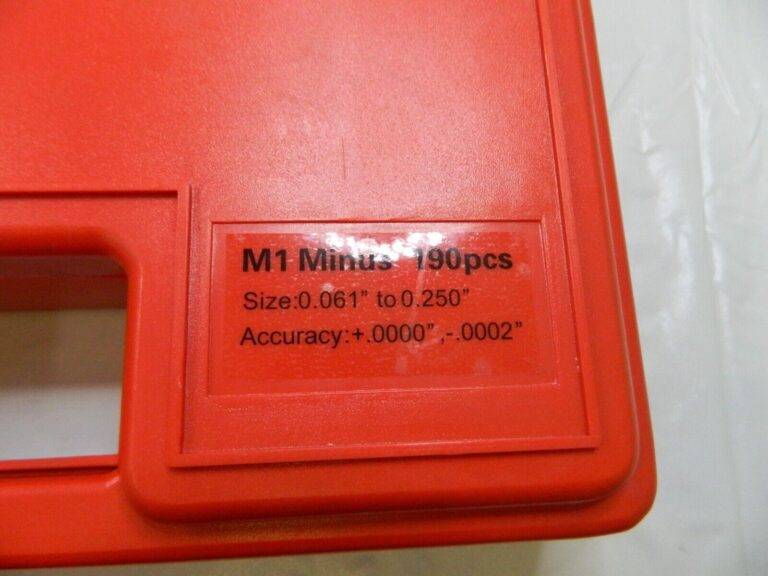 M1 Minus 190pcs
Size:0.061” to 0.250”
Accuracy:+.0000”,-.0002”